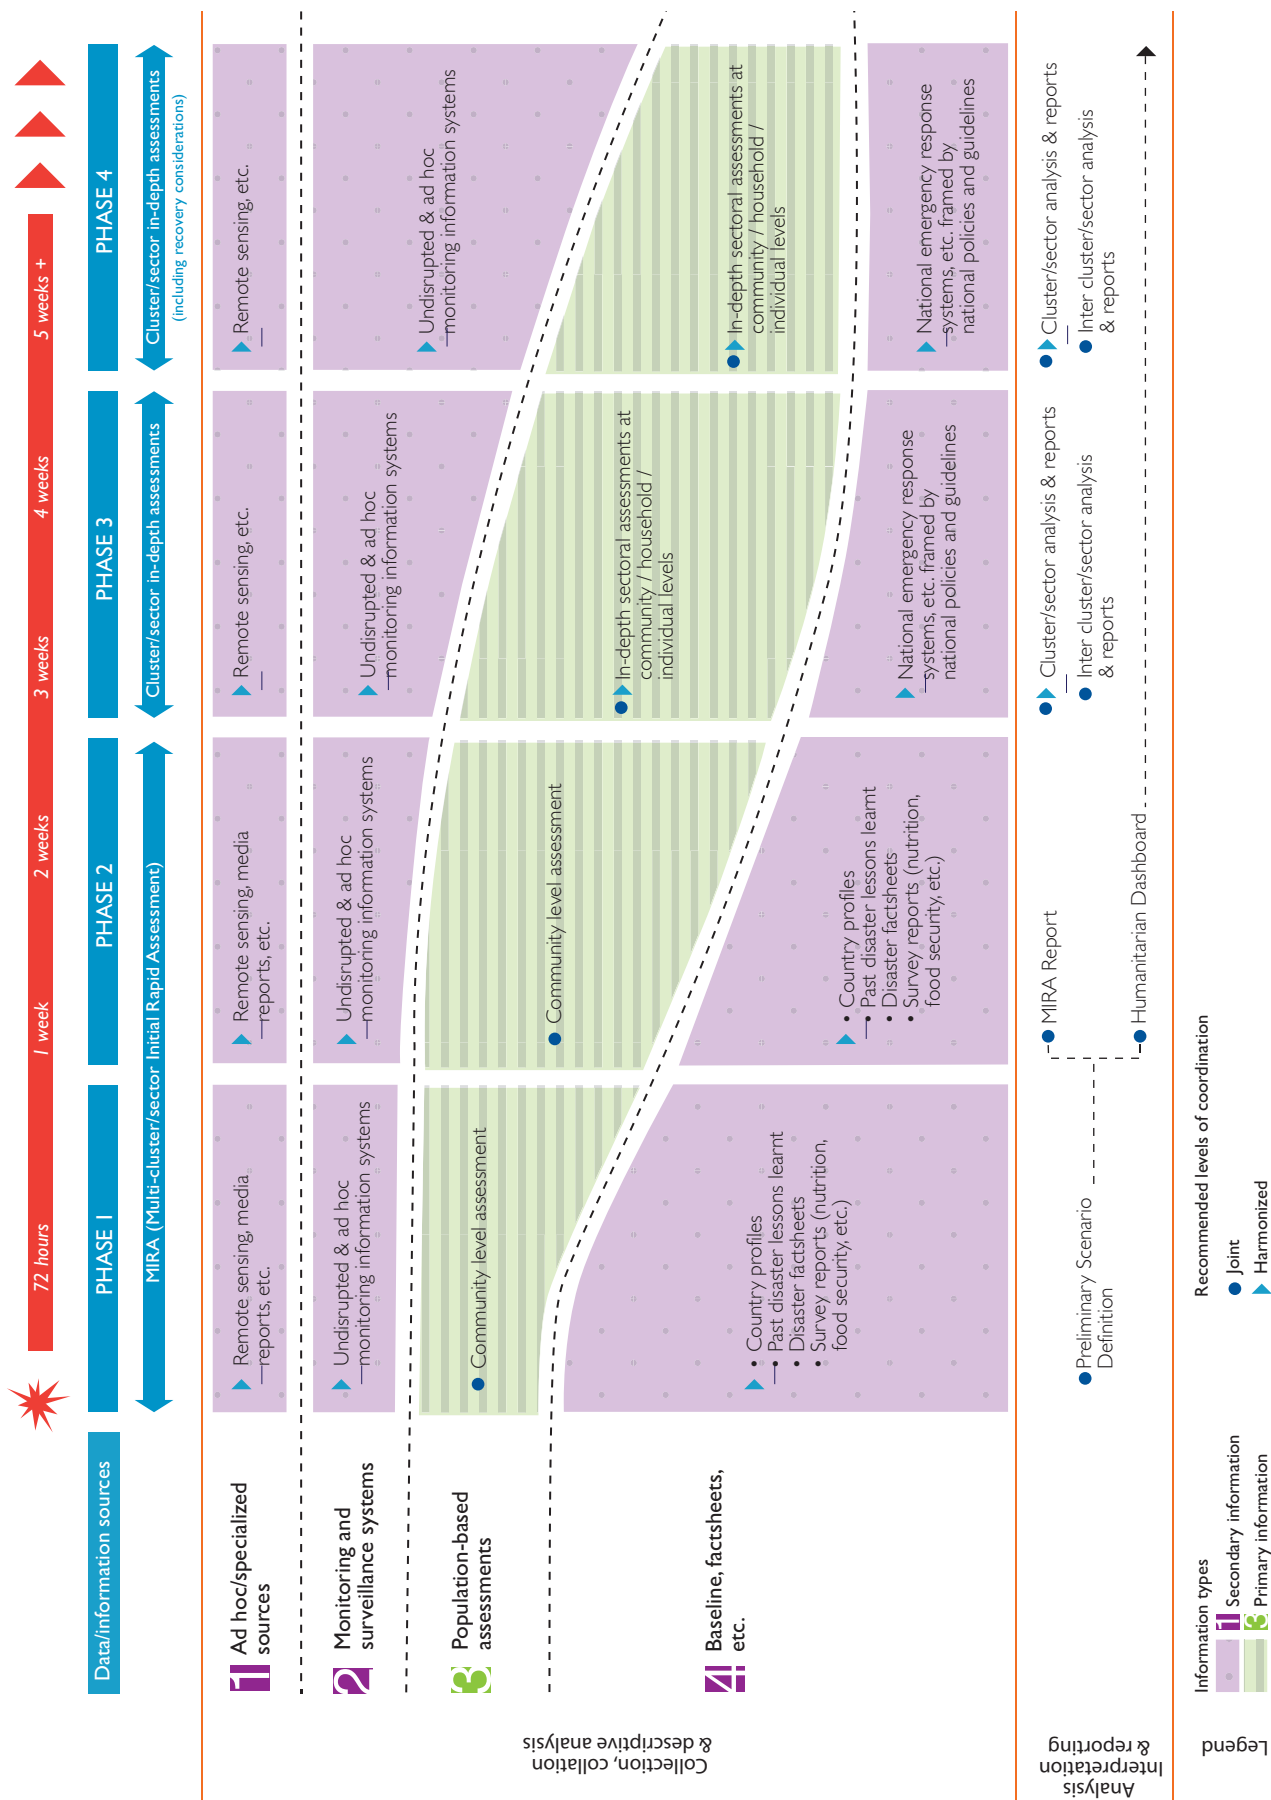 72 hours
1 week
2 weeks
3 weeks
4 weeks
5 weeks +
Data/information sources
PHASE 1
PHASE 2
PHASE 3
PHASE 4
MIRA (Multi-cluster/sector Initial Rapid Assessment)
Cluster/sector in-depth assessments
Cluster/sector in-depth assessments
(including recovery considerations)
Collection, collation
& descriptive analysis
1 Ad hoc/specialized
sources
Remote sensing, media
reports, etc.
Remote sensing, media
reports, etc.
Remote sensing, etc.
Remote sensing, etc.
2 Monitoring and
surveillance systems
Undisrupted & ad hoc
monitoring information systems
Undisrupted & ad hoc
monitoring information systems
Undisrupted & ad hoc
monitoring information systems
Undisrupted & ad hoc
monitoring information systems
3 Population-based
assessments
Community level assessment
Community level assessment
In-depth sectoral assessments at
community / household /
individual levels
In-depth sectoral assessments at
community / household /
individual levels
4 Baseline, factsheets,
etc.
• Country profiles
• Past disaster lessons learnt
• Disaster factsheets
• Survey reports (nutrition,
food security, etc.)
• Country profiles
• Past disaster lessons learnt
• Disaster factsheets
• Survey reports (nutrition,
food security, etc.)
National emergency response
systems, etc. framed by
national policies and guidelines
National emergency response
systems, etc. framed by
national policies and guidelines
Analysis
Interpretation
& reporting
Preliminary Scenario
Definition
MIRA Report
Humanitarian Dashboard
Cluster/sector analysis & reports
Inter cluster/sector analysis
& reports
Cluster/sector analysis & reports
Inter cluster/sector analysis
& reports
Legend
Information types
1 Secondary information
3 Primary information
Recommended levels of coordination
Joint
Harmonized